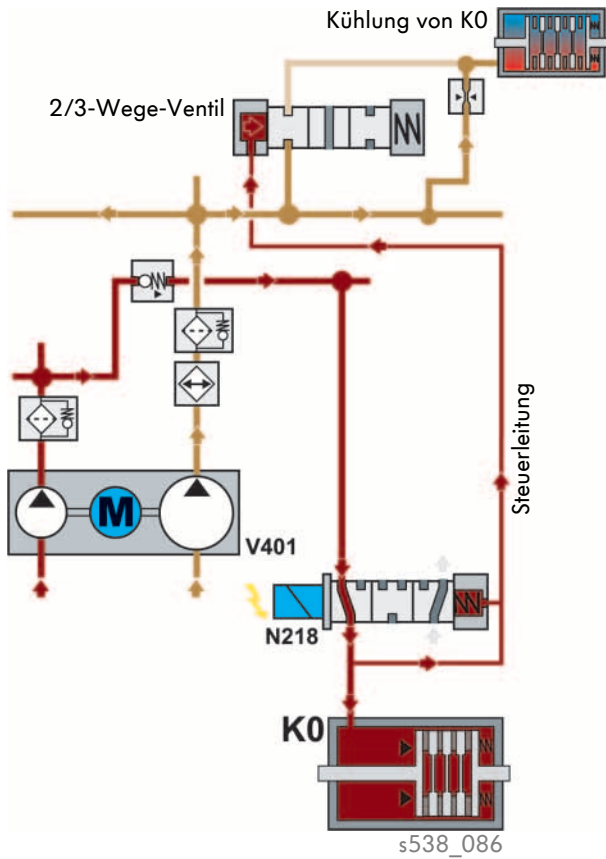 Kühlung von K0
2/3-Wege-Ventil
Steuerleitung
M
V401
N218
K0
s538_086